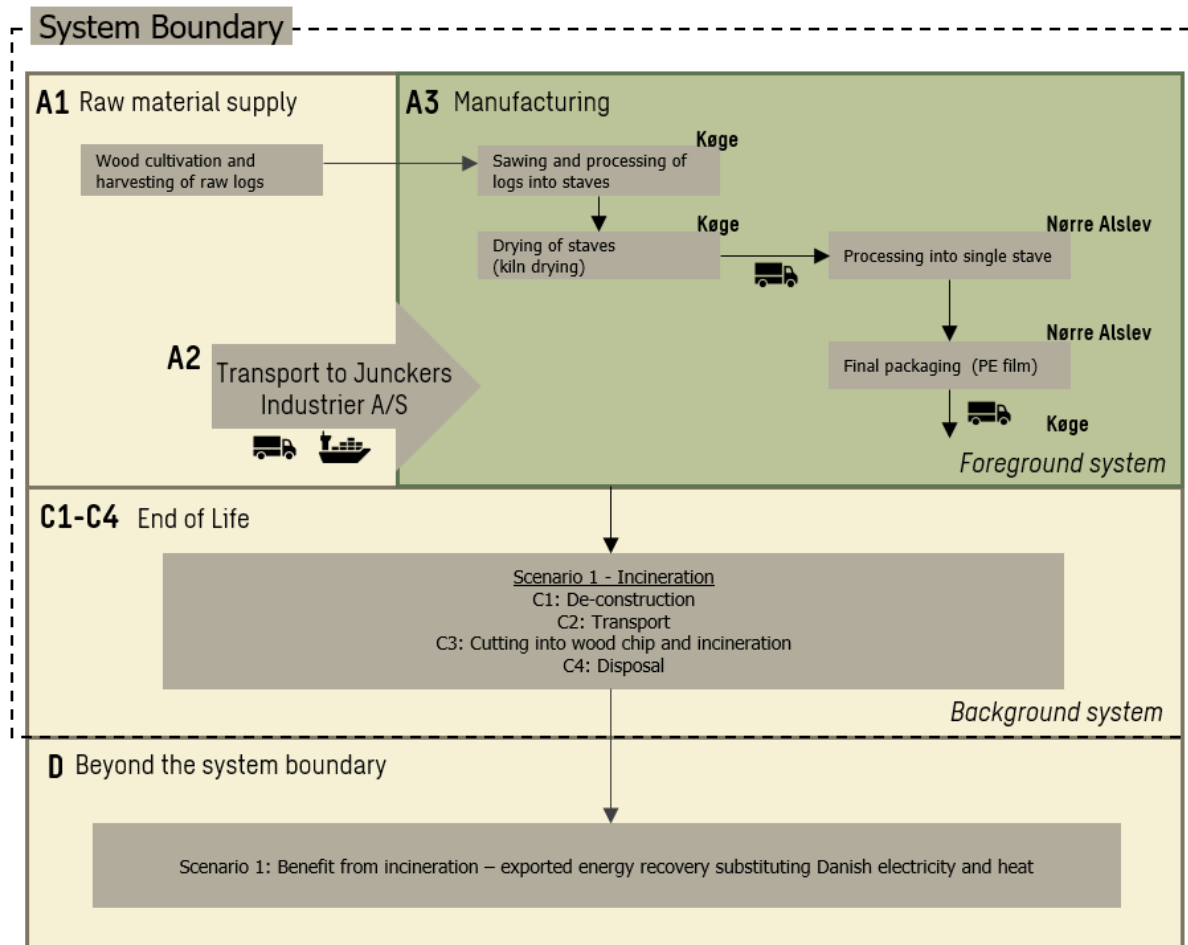 System Boundary
A1 Raw material supply
Wood cultivation and
harvesting of raw logs
A2
Transport to Junckers
Industrier A/S
A3 Manufacturing
Køge
Sawing and processing of
logs into staves
Køge
Drying of staves
(kiln drying)
Nørre Alslev
Processing into single stave
Nørre Alslev
Final packaging (PE film)
Køge
Foreground system
C1-C4 End of Life
Scenario 1 - Incineration
C1: De-construction
C2: Transport
C3: Cutting into wood chip and incineration
C4: Disposal
Background system
D Beyond the system boundary
Scenario 1: Benefit from incineration – exported energy recovery substituting Danish electricity and heat